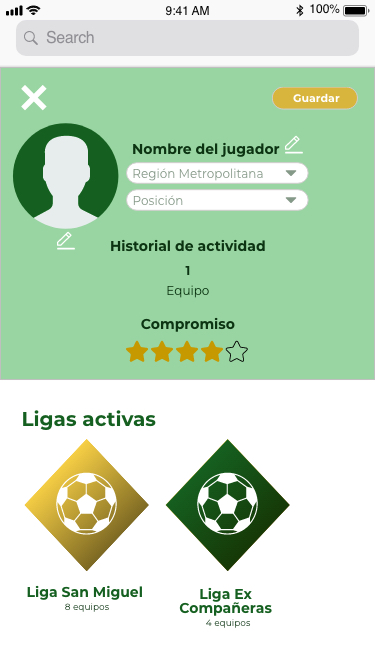 9:41 AM
100%
Search
Guardar
Nombre del jugador
Región Metropolitana
Posición
Historial de actividad
1
Equipo
Compromiso
Ligas activas
Liga San Miguel
8 equipos
Liga Ex
Compañeras
4 equipos